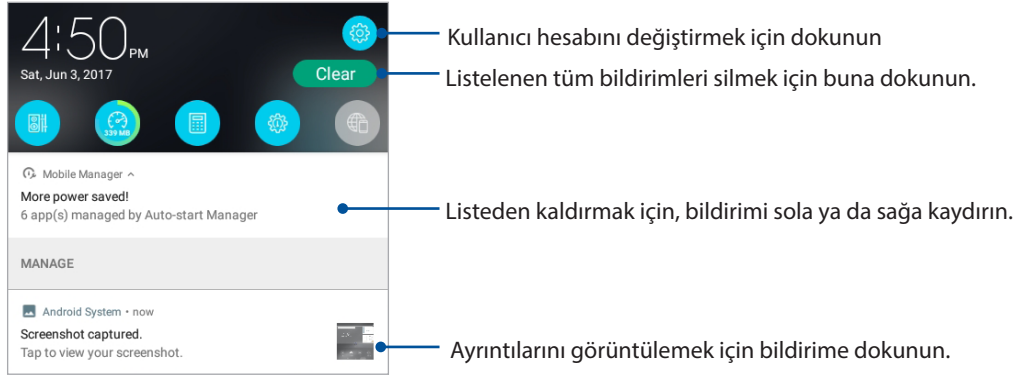 4:50 PM
Kullanıcı hesabını değiştirmek için dokunun
Sat, Jun 3, 2017
Clear
Listelenen tüm bildirimleri silmek için buna dokunun.
339 MB
Mobile Manager
More power saved!
6 app(s) managed by Auto-start Manager
Listeden kaldırmak için, bildirimi sola ya da sağa kaydırın.
MANAGE
Android System • now
Screenshot captured.
Tap to view your screenshot.
Ayrıntılarını görüntülemek için bildirime dokunun.